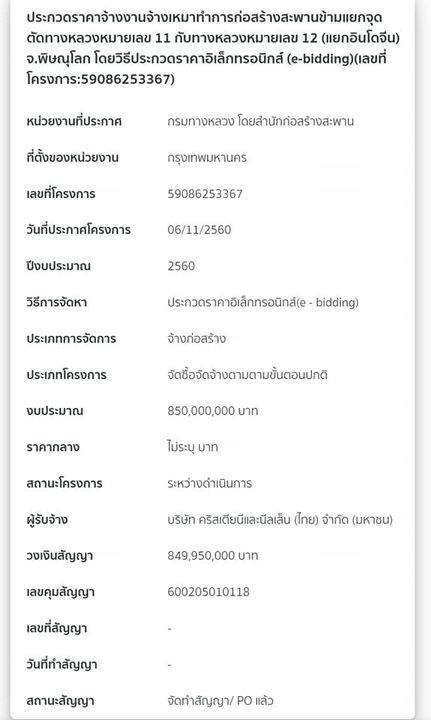 ประกวดราคาจ้างงานจ้างเหมาทำการก่อสร้างสะพานข้ามแยกจุด
ตัดทางหลวงหมายเลข 11 กับทางหลวงหมายเลข 12 (แยกอินโดจีน)
จ.พิษณุโลก โดยวิธีประกวดราคาอิเล็กทรอนิกส์ (e-bidding)(เลขที่
โครงการ:59086253367)
หน่วยงานที่ประกาศ กรมทางหลวง โดยสำนักก่อสร้างสะพาน
ที่ตั้งของหน่วยงาน กรุงเทพมหานคร
เลขที่โครงการ 59086253367
วันที่ประกาศโครงการ 06/11/2560
ปีงบประมาณ 2560
วิธีการจัดหา ประกวดราคาอิเล็กทรอนิกส์(e - bidding)
ประเภทการจัดการ จ้างก่อสร้าง
ประเภทโครงการ จัดซื้อจัดจ้างตามตามขั้นตอนปกติ
งบประมาณ 850,000,000 บาท
ราคากลาง ไม่ระบุ บาท
สถานะโครงการ ระหว่างดำเนินการ
ผู้รับจ้าง บริษัท คริสเตียนีและนีลเส็น (ไทย) จำกัด (มหาชน)
วงเงินสัญญา 849,950,000 บาท
เลขคุมสัญญา 600205010118
เลขที่สัญญา -
วันที่ทำสัญญา -
สถานะสัญญา จัดทำสัญญา/ PO แล้ว